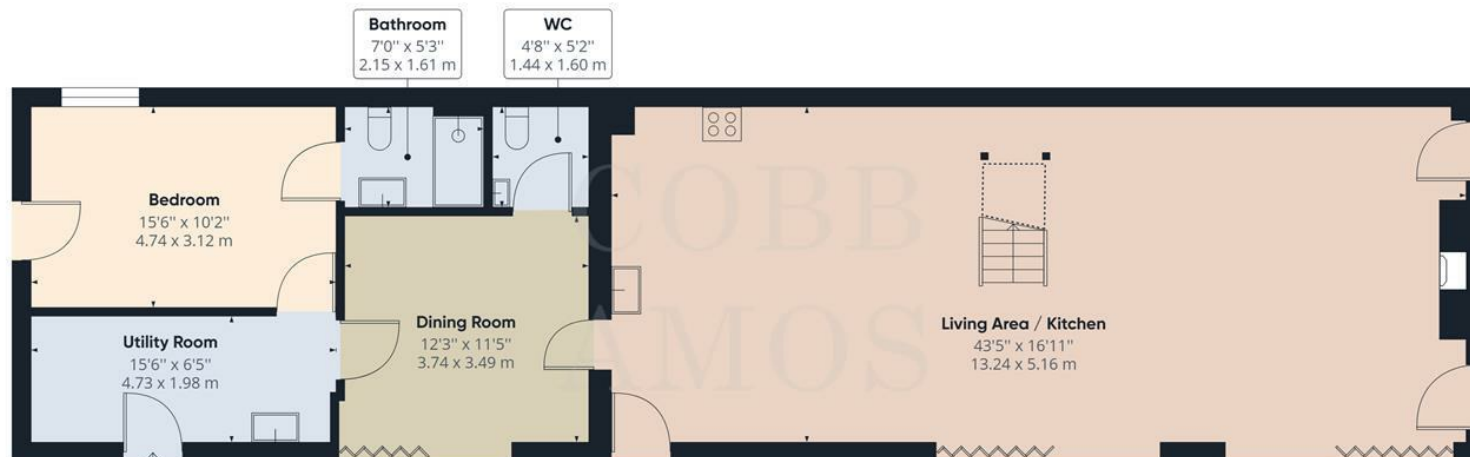 Bathroom
7'0" x 5'3"
2.15 x 1.61 m
WC
4'8" x 5'2"
1.44 x 1.60 m
Bedroom
15'6" x 10'2"
4.74 x 3.12 m
Utility Room
15'6" x 6'5"
4.73 x 1.98 m
Dining Room
12'3" x 11'5"
3.74 x 3.49 m
Living Area / Kitchen
43'5" x 16'11"
13.24 x 5.16 m
COBB
AMOS